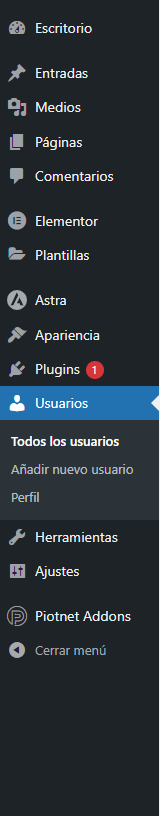 Escritorio
Entradas
Medios
Páginas
Comentarios
Elementor
Plantillas
Astra
Apariencia
Plugins 1
Usuarios
Todos los usuarios
Añadir nuevo usuario
Perfil
Herramientas
Ajustes
Piotnet Addons
Cerrar menú